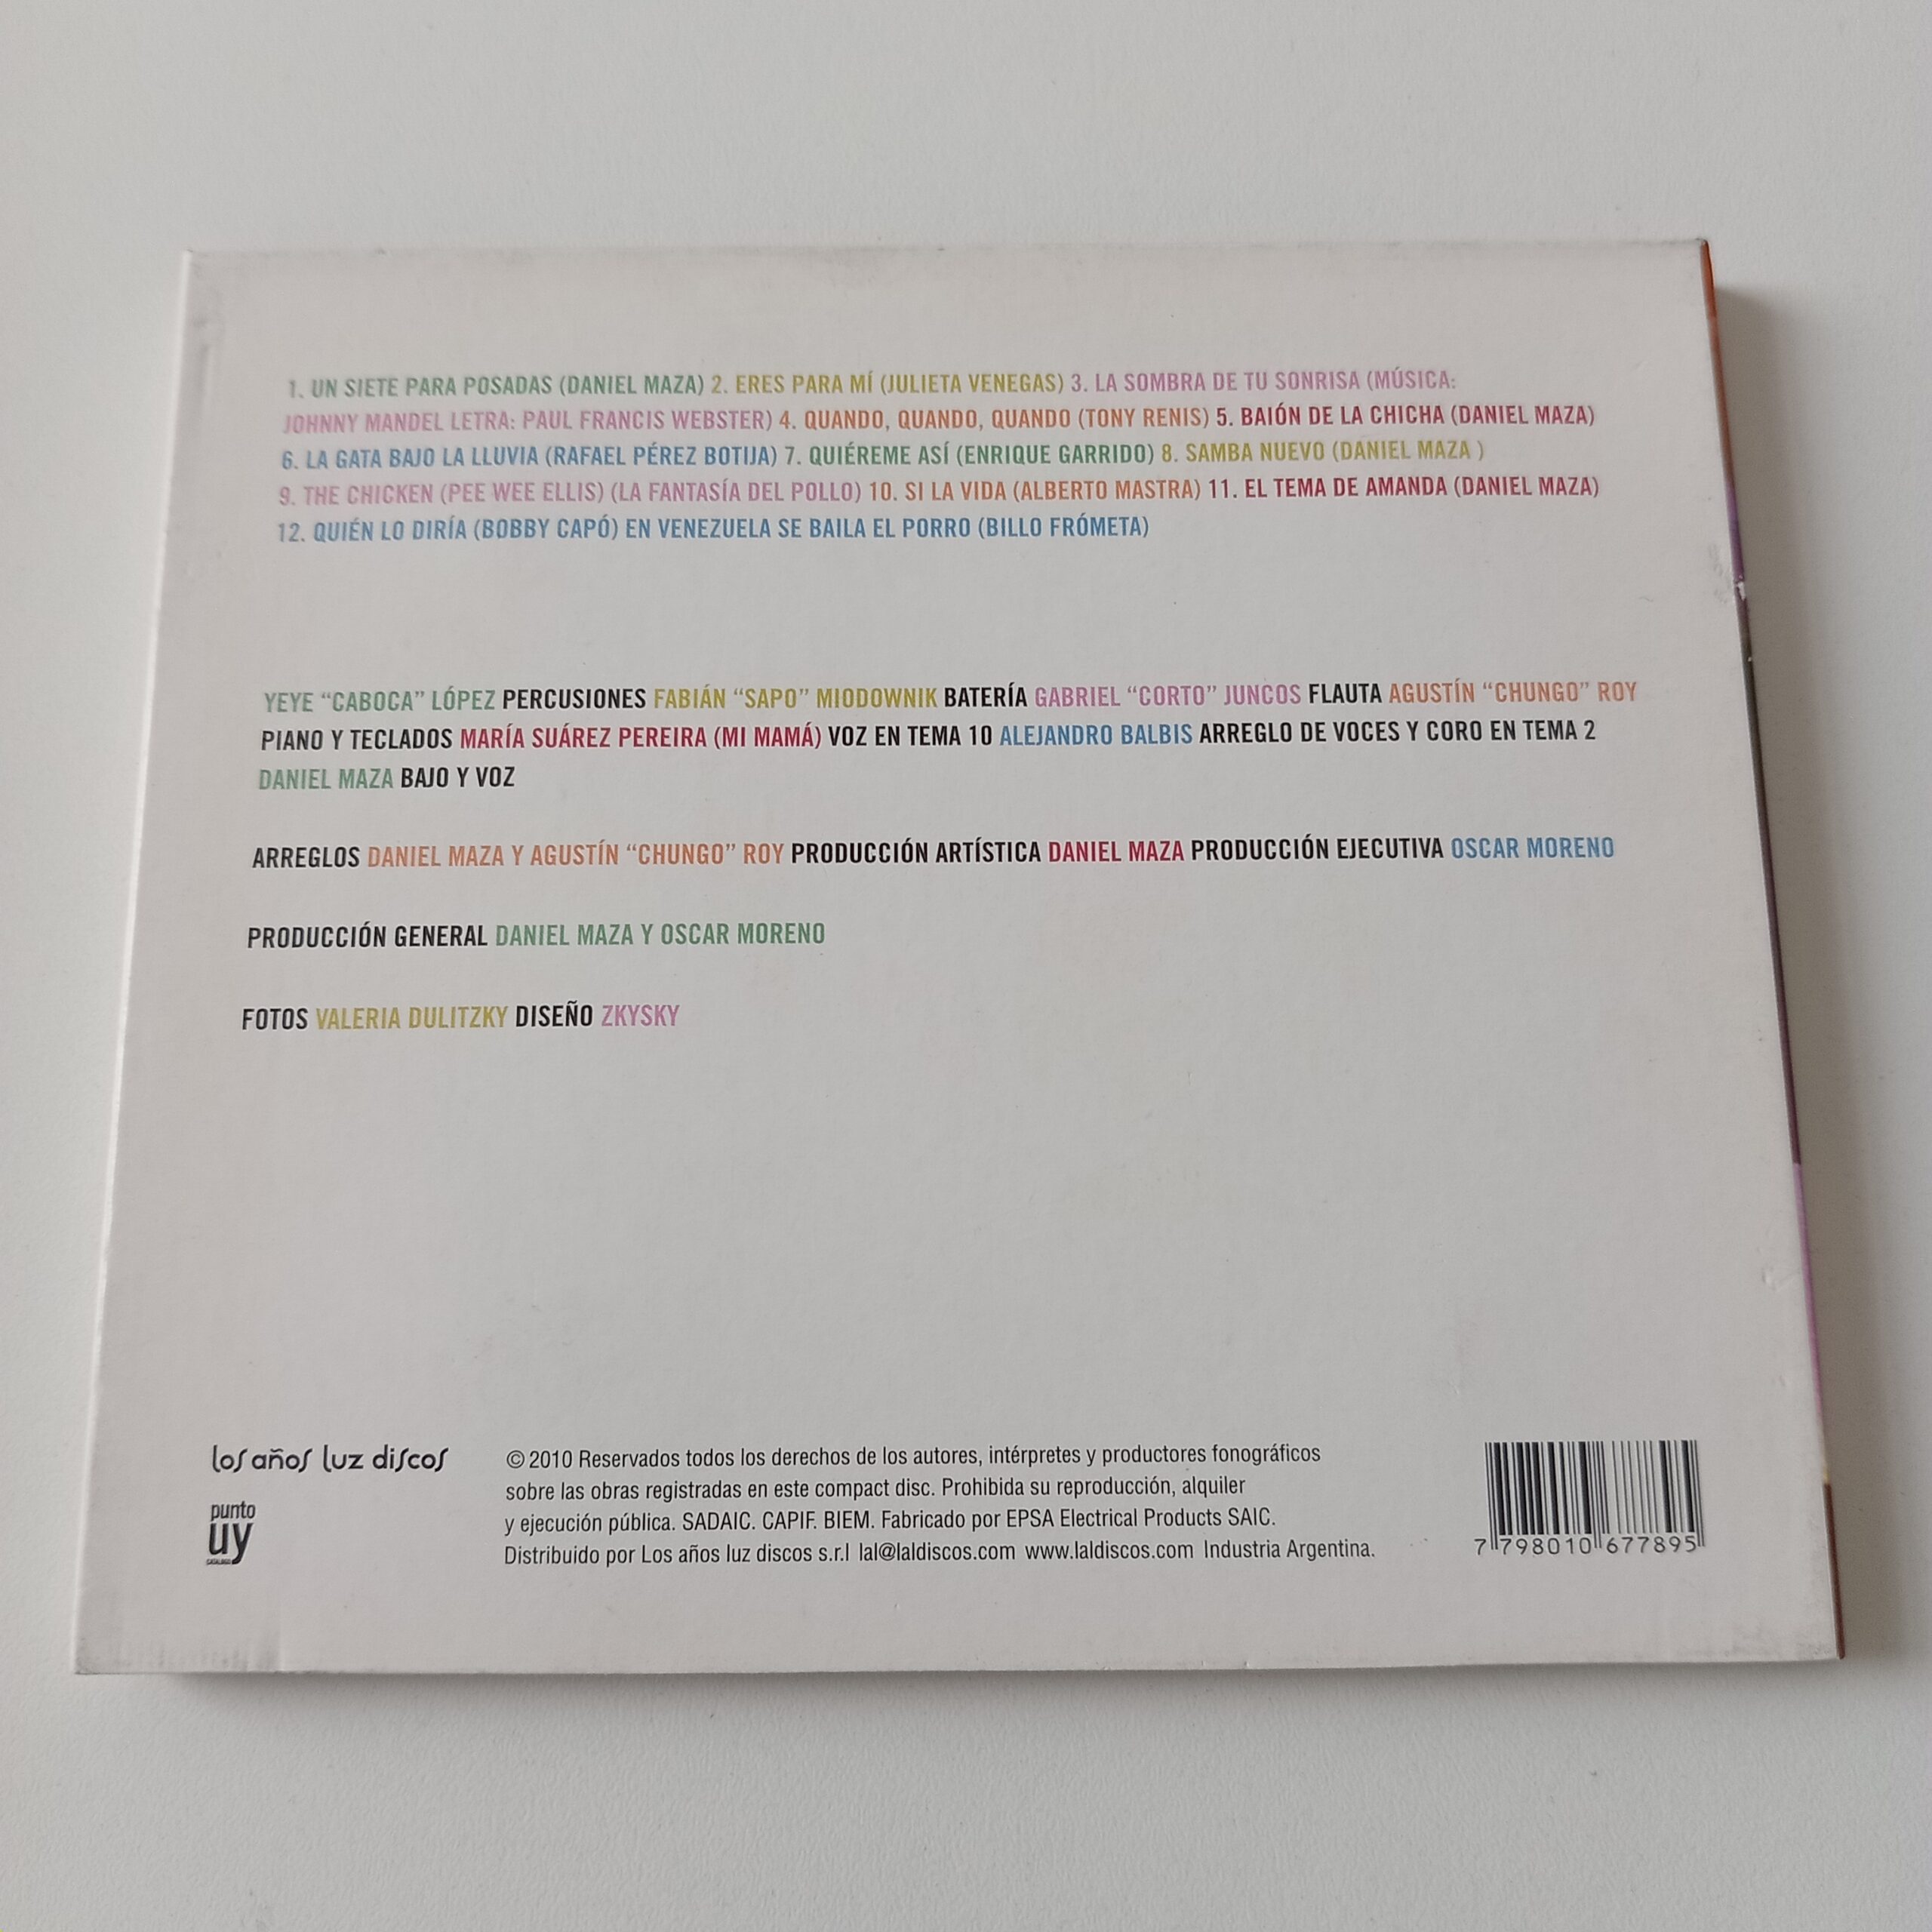 1. UN SIETE PARA POSADAS (DANIEL MAZA) 2. ERES PARA MÍ (JULIETA VENEGAS) 3. LA SOMBRA DE TU SONRISA (MÚSICA:
JOHNNY MANDEL LETRA: PAUL FRANCIS WEBSTER) 4. QUANDO, QUANDO, QUANDO (TONY RENIS) 5. BAIÓN DE LA CHICHA (DANIEL MAZA)
6. LA GATA BAJO LA LLUVIA (RAFAEL PÉREZ BOTIJA) 7. QUIÉREME ASÍ (ENRIQUE GARRIDO) 8. SAMBA NUEVO (DANIEL MAZA )
9. THE CHICKEN (PEE WEE ELLIS) (LA FANTASÍA DEL POLLO) 10. SI LA VIDA (ALBERTO MASTRA) 11. EL TEMA DE AMANDA (DANIEL MAZA)
12. QUIÉN LO DIRÍA (BOBBY CAPÓ) EN VENEZUELA SE BAILA EL PORRO (BILLO FRÓMETA)
YEYE “CABOCA” LÓPEZ PERCUSIONES FABIÁN “SAPO” MIODOWNIK BATERÍA GABRIEL “CORTO” JUNCOS FLAUTA AGUSTÍN “CHUNGO” ROY
PIANO Y TECLADOS MARÍA SUÁREZ PEREIRA (MI MAMÁ) VOZ EN TEMA 10 ALEJANDRO BALBIS ARREGLO DE VOCES Y CORO EN TEMA 2
DANIEL MAZA BAJO Y VOZ
ARREGLOS DANIEL MAZA Y AGUSTÍN “CHUNGO” ROY PRODUCCIÓN ARTÍSTICA DANIEL MAZA PRODUCCIÓN EJECUTIVA OSCAR MORENO
PRODUCCIÓN GENERAL DANIEL MAZA Y OSCAR MORENO
FOTOS VALERIA DULITZKY DISEÑO ZKYSKY
los años luz discos
punto
uy
CATÁLOGO
© 2010 Reservados todos los derechos de los autores, intérpretes y productores fonográficos
sobre las obras registradas en este compact disc. Prohibida su reproducción, alquiler
y ejecución pública. SADAIC. CAPIF. BIEM. Fabricado por EPSA Electrical Products SAIC.
Distribuido por Los años luz discos s.r.l lal@laldiscos.com www.laldiscos.com Industria Argentina.
7 798010 677895